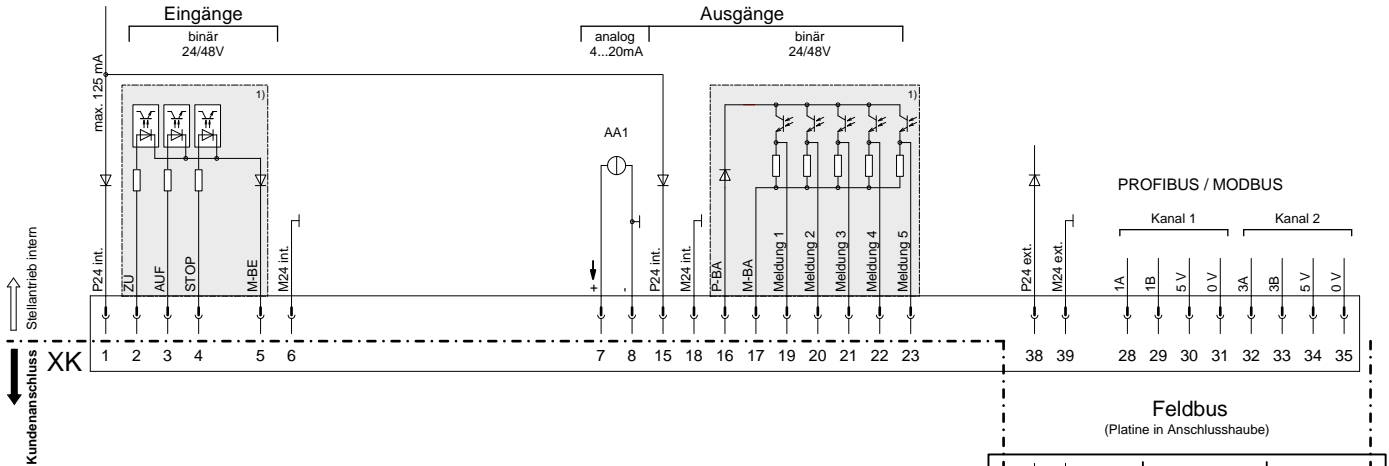 Eingänge
binär
24/48V
Ausgänge
analog
4...20mA
binär
24/48V
max. 125 mA
1)
AA1
1)
PROFIBUS / MODBUS
Kanal 1
Kanal 2
P24 int.
ZU
AUF
STOP
M-BE
M24 int.
+
-
P24 int.
M24 int.
P-BA
M-BA
Meldung 1
Meldung 2
Meldung 3
Meldung 4
Meldung 5
P24 ext.
M24 ext.
1A
1B
5 V
0 V
3A
3B
5 V
0 V
Stellantrieb intern
Kundenanschluss
XK
1 2 3 4 5 6 7 8 15 18 16 17 19 20 21 22 23 38 39 28 29 30 31 32 33 34 35
Feldbus
(Platine in Anschlusshaube)